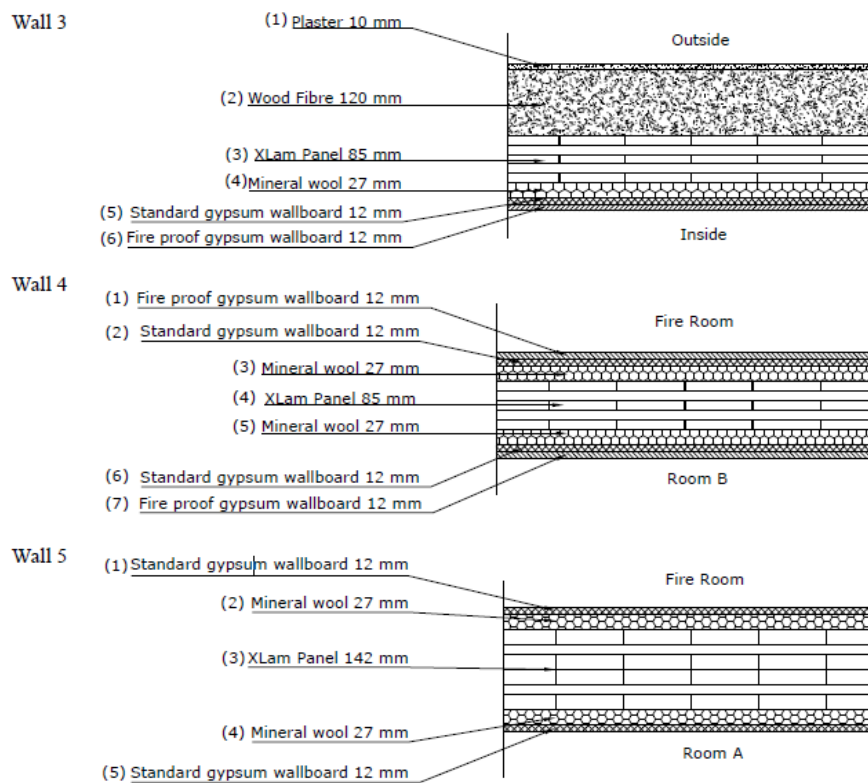 Wall 3
(1) Plaster 10 mm
Outside
(2) Wood Fibre 120 mm
(3) XLam Panel 85 mm
(4) Mineral wool 27 mm
(5) Standard gypsum wallboard 12 mm
(6) Fire proof gypsum wallboard 12 mm
Inside
Wall 4
(1) Fire proof gypsum wallboard 12 mm
(2) Standard gypsum wallboard 12 mm
Fire Room
(3) Mineral wool 27 mm
(4) XLam Panel 85 mm
(5) Mineral wool 27 mm
(6) Standard gypsum wallboard 12 mm
(7) Fire proof gypsum wallboard 12 mm
Room B
Wall 5
(1) Standard gypsum wallboard 12 mm
Fire Room
(2) Mineral wool 27 mm
(3) XLam Panel 142 mm
(4) Mineral wool 27 mm
(5) Standard gypsum wallboard 12 mm
Room A